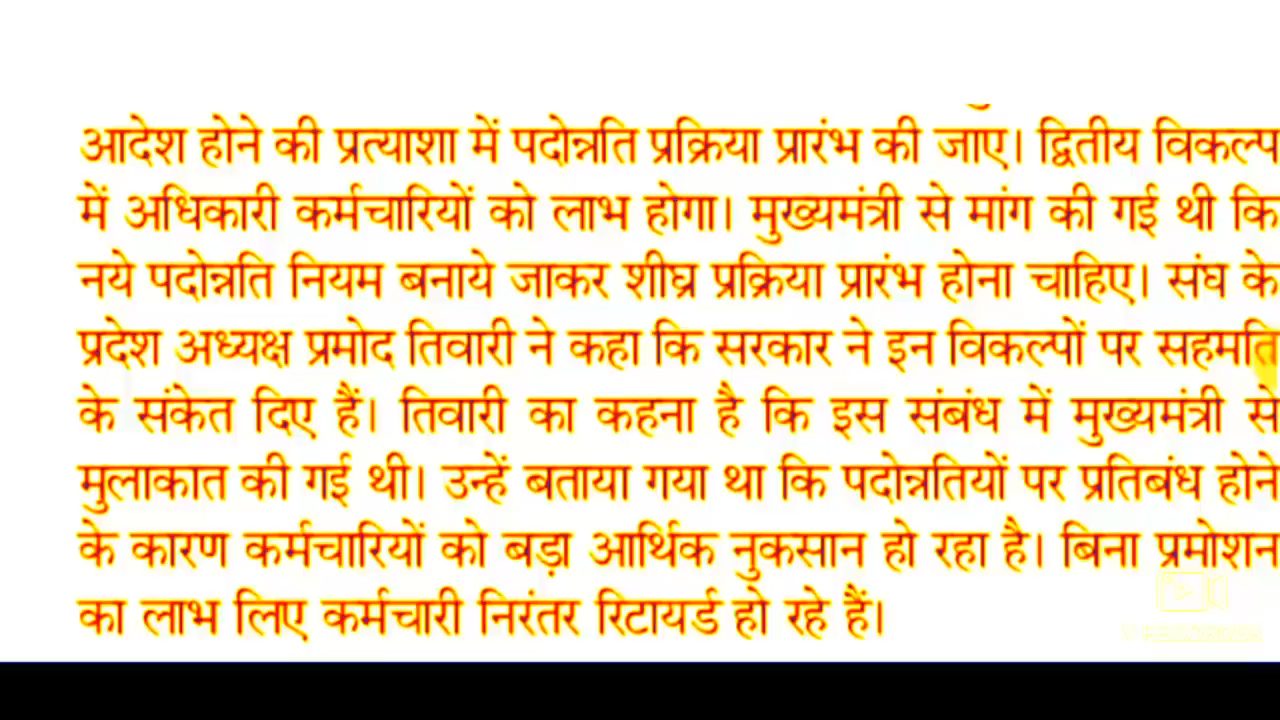 आदेश होने की प्रत्याशा में पदोन्नति प्रक्रिया प्रारंभ की जाए। द्वितीय विकल्प
में अधिकारी कर्मचारियों को लाभ होगा। मुख्यमंत्री से मांग की गई थी कि
नये पदोन्नति नियम बनाये जाकर शीघ्र प्रक्रिया प्रारंभ होना चाहिए। संघ के
प्रदेश अध्यक्ष प्रमोद तिवारी ने कहा कि सरकार ने इन विकल्पों पर सहमति
के संकेत दिए हैं। तिवारी का कहना है कि इस संबंध में मुख्यमंत्री से
मुलाकात की गई थी। उन्हें बताया गया था कि पदोन्नतियों पर प्रतिबंध होने
के कारण कर्मचारियों को बड़ा आर्थिक नुकसान हो रहा है। बिना प्रमोशन
का लाभ लिए कर्मचारी निरंतर रिटायर्ड हो रहे हैं।